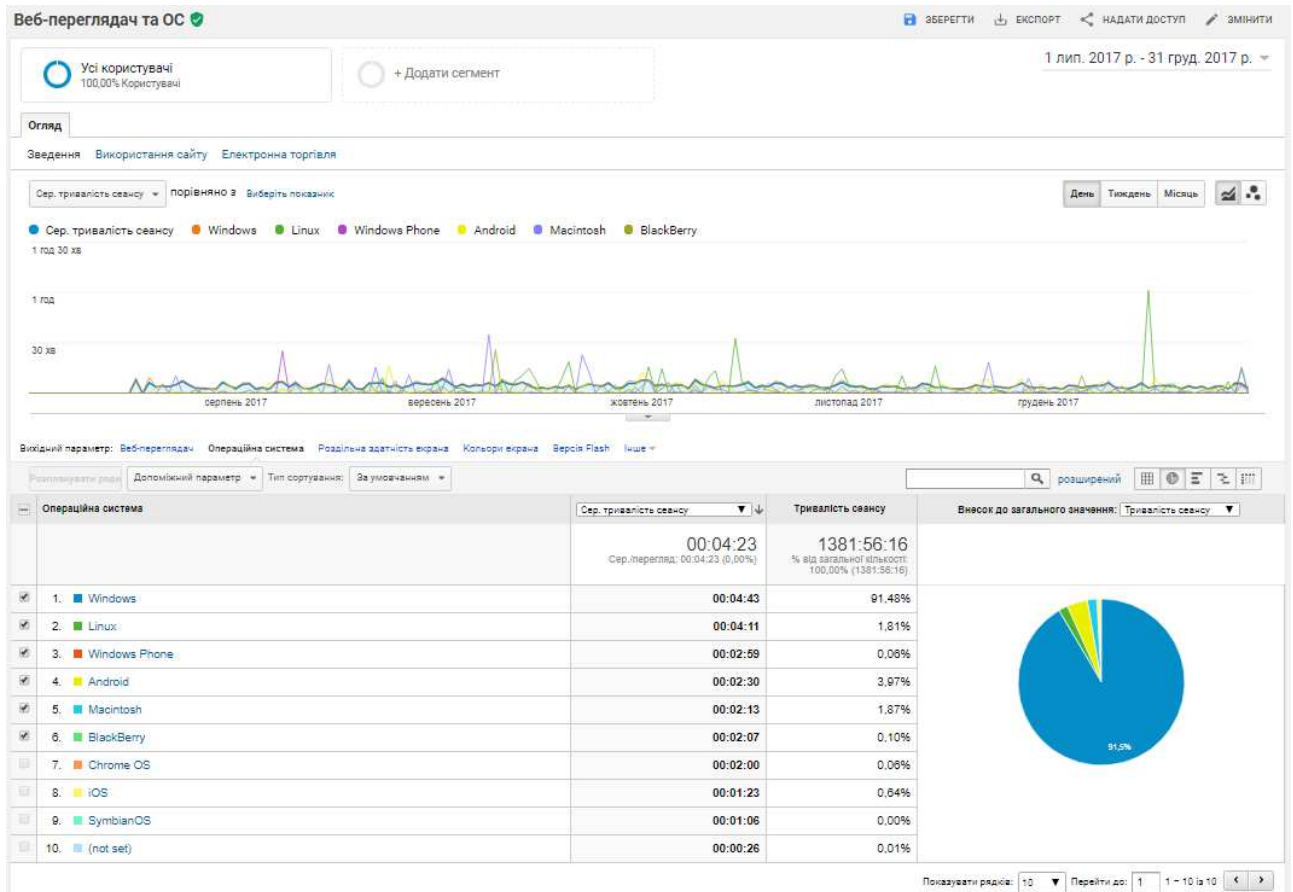 Веб-переглядач та ОС
ЗБЕРЕГТИ ЕКСПОРТ НАДАТИ ДОСТУП ЗМІНИТИ
1 лип. 2017 р. - 31 груд. 2017 р.
Усі користувачі
100,00% Користувачі
+ Додати сегмент
Огляд
Зведення Використання сайту Електронна торгівля
Сер. тривалість сеансу порівняно з Виберіть показник
День Тиждень Місяць
Сер. тривалість сеансу Windows Linux Windows Phone Android Macintosh BlackBerry
1 год 30 хв
1 год
30 хв
серпень 2017 вересень 2017 жовтень 2017 листопад 2017 грудень 2017
Вихідний параметр: Веб-переглядач Операційна система Роздільна здатність екрана Кольори екрана Версія Flash Інше
Допоміжний параметр Тип сортування: За умовчанням розширений
Операційна система Сер. тривалість сеансу Тривалість сеансу Внесок до загального значення: Тривалість сеансу
00:04:23 1381:56:16
Сер./перегляд: 00:04:23 (0,00%) % від загальної кількості:
100,00% (1381:56:16)
1. Windows 00:04:43 91,48%
2. Linux 00:04:11 1,81%
3. Windows Phone 00:02:59 0,06%
4. Android 00:02:30 3,97%
5. Macintosh 00:02:13 1,87%
6. BlackBerry 00:02:07 0,10%
7. Chrome OS 00:02:00 0,06%
8. iOS 00:01:23 0,64%
9. SymbianOS 00:01:06 0,00%
10. (not set) 00:00:26 0,01%
91,5%
Показувати рядків: 10 Перейти до: 1 1 – 10 із 10